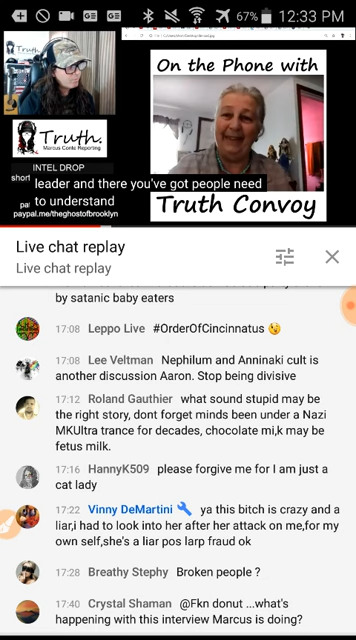 67% 12:33 PM
Truth
Truth.
Marcus Conte Reporting
INTEL DROP
short
leader and there you've got people need
to understand
paypal.me/theghostofbrooklyn
On the Phone with
Truth Convoy
Live chat replay
Live chat replay
by satanic baby eaters
17:08 Leppo Live #OrderOfCincinnatus 😉
17:08 Lee Veltman Nephilum and Anninaki cult is
another discussion Aaron. Stop being divisive
17:12 Roland Gauthier what sound stupid may be
the right story, dont forget minds been under a Nazi
MKUltra trance for decades, chocolate mi,k may be
fetus milk.
17:16 HannyK509 please forgive me for I am just a
cat lady
17:22 Vinny DeMartini ya this bitch is crazy and a
liar,i had to look into her after her attack on me,for my
own self,she's a liar pos larp fraud ok
17:28 Breathy Stephy Broken people ?
17:40 Crystal Shaman @Fkn donut ...what's
happening with this interview Marcus is doing?